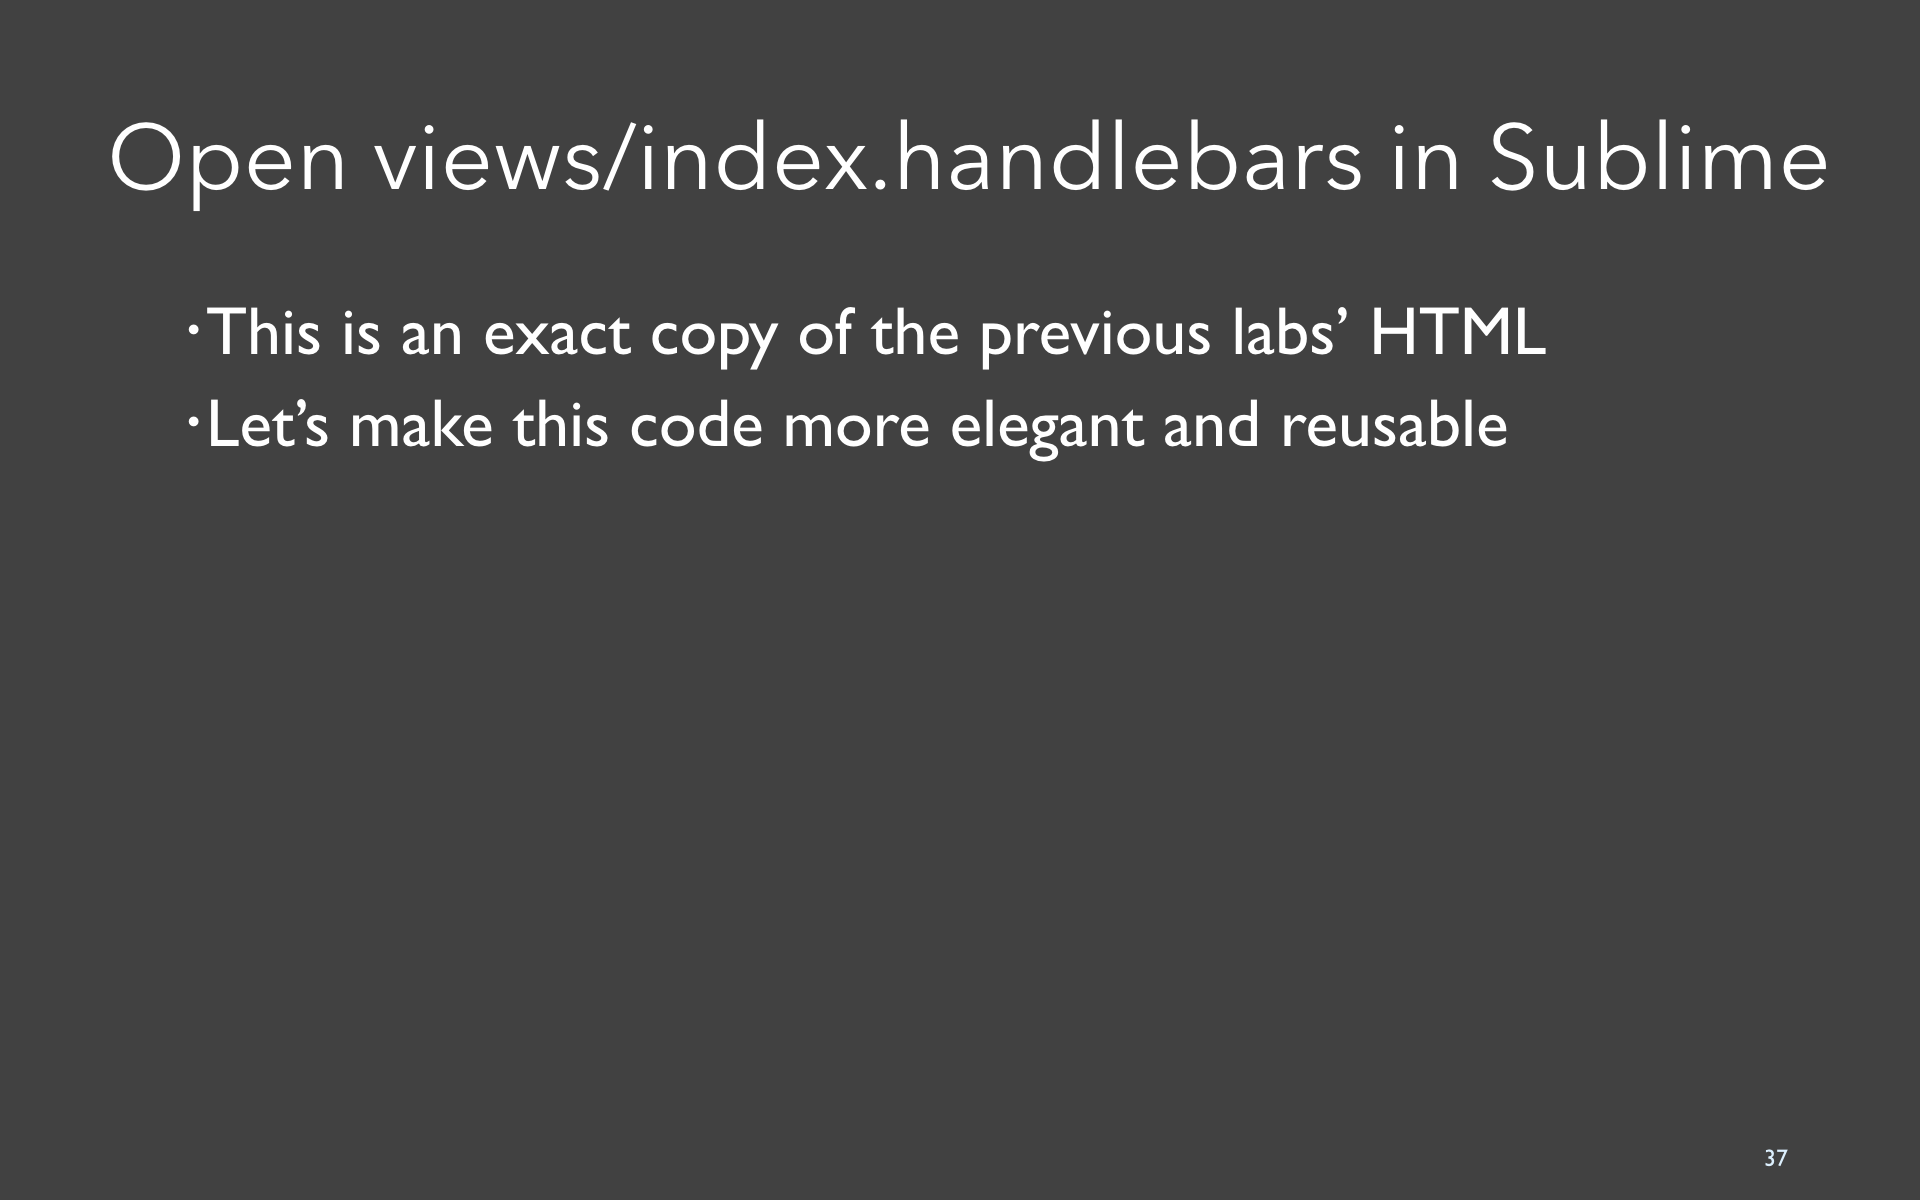 Open views/index.handlebars in Sublime
·This is an exact copy of the previous labs’ HTML
·Let’s make this code more elegant and reusable
37